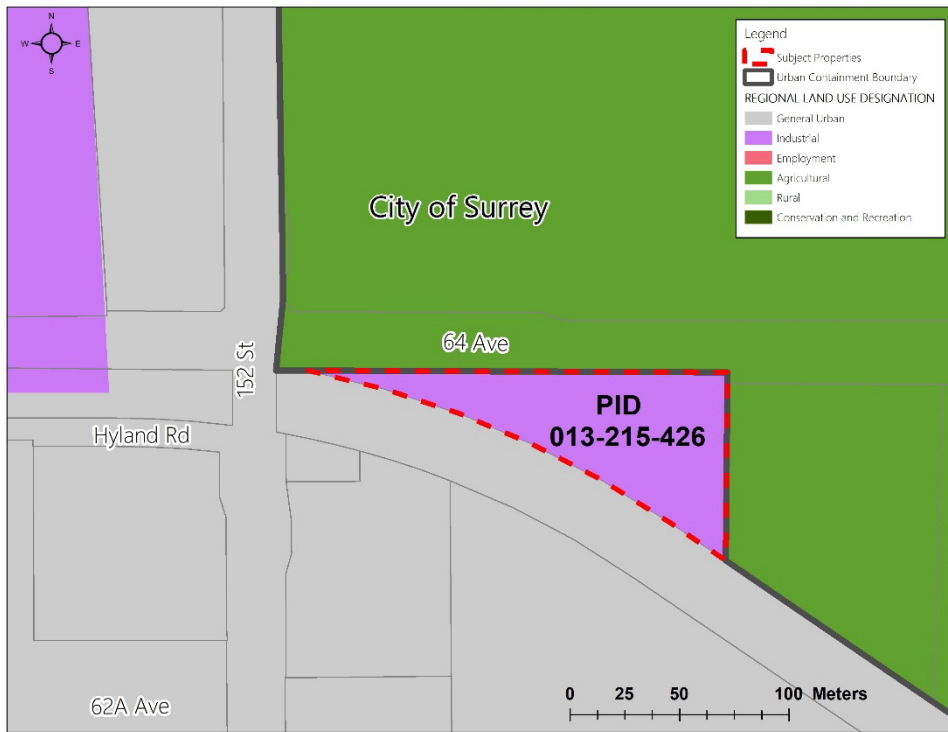 N
W E
S
Legend
Subject Properties
Urban Containment Boundary
REGIONAL LAND USE DESIGNATION
General Urban
Industrial
Employment
Agricultural
Rural
Conservation and Recreation
City of Surrey
64 Ave
152 St
PID
013-215-426
Hyland Rd
62A Ave
0 25 50 100 Meters